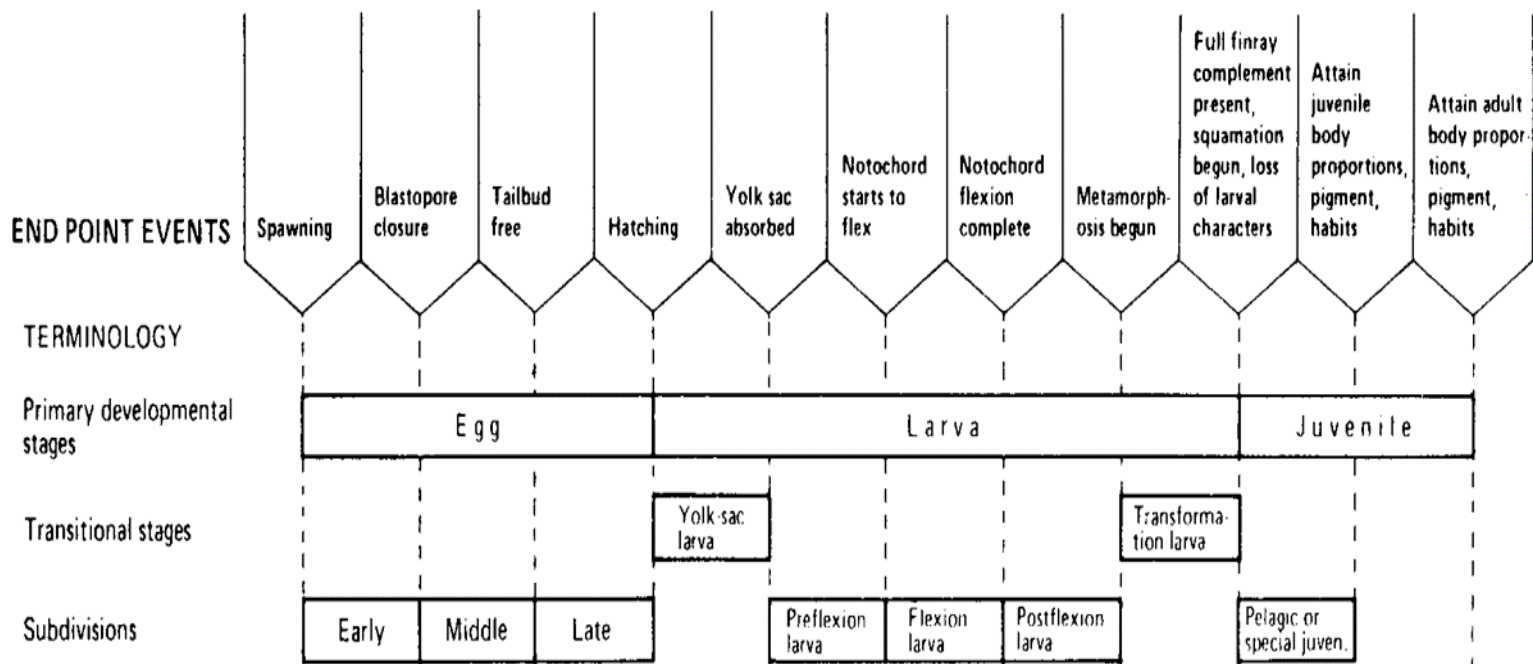 Full finray
complement
present,
squamation
begun, loss
of larval
characters
Attain
juvenile
body
proportions,
pigment,
habits
Attain adult
body propor-
tions,
pigment,
habits
END POINT EVENTS
Spawning
Blastopore
closure
Tailbud
free
Hatching
Yolk sac
absorbed
Notochord
starts to
flex
Notochord
flexion
complete
Metamorph-
osis begun
TERMINOLOGY
Primary developmental
stages
Egg
Larva
Juvenile
Transitional stages
Yolk-sac
larva
Transforma-
tion larva
Subdivisions
Early
Middle
Late
Preflexion
larva
Flexion
larva
Postflexion
larva
Pelagic or
special juven.